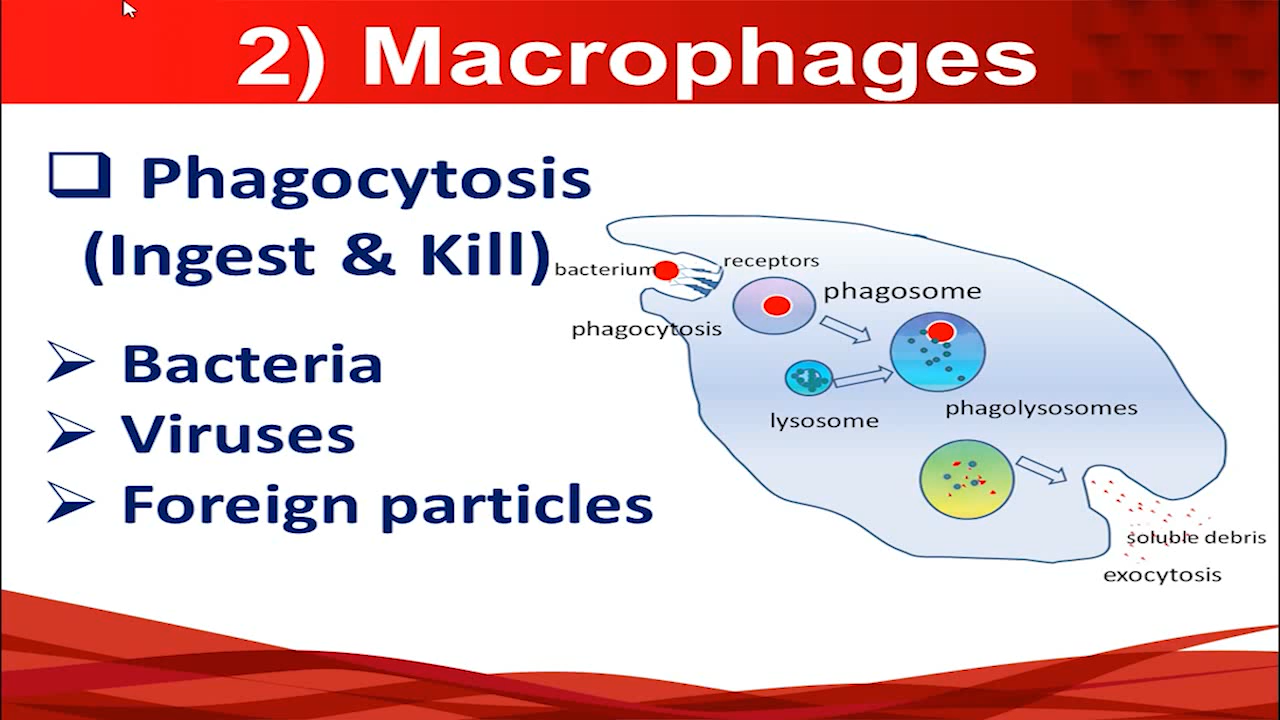 2) Macrophages
Phagocytosis
(Ingest & Kill)
Bacteria
Viruses
Foreign particles
bacterium
receptors
phagosome
phagocytosis
lysosome
phagolysosomes
soluble debris
exocytosis